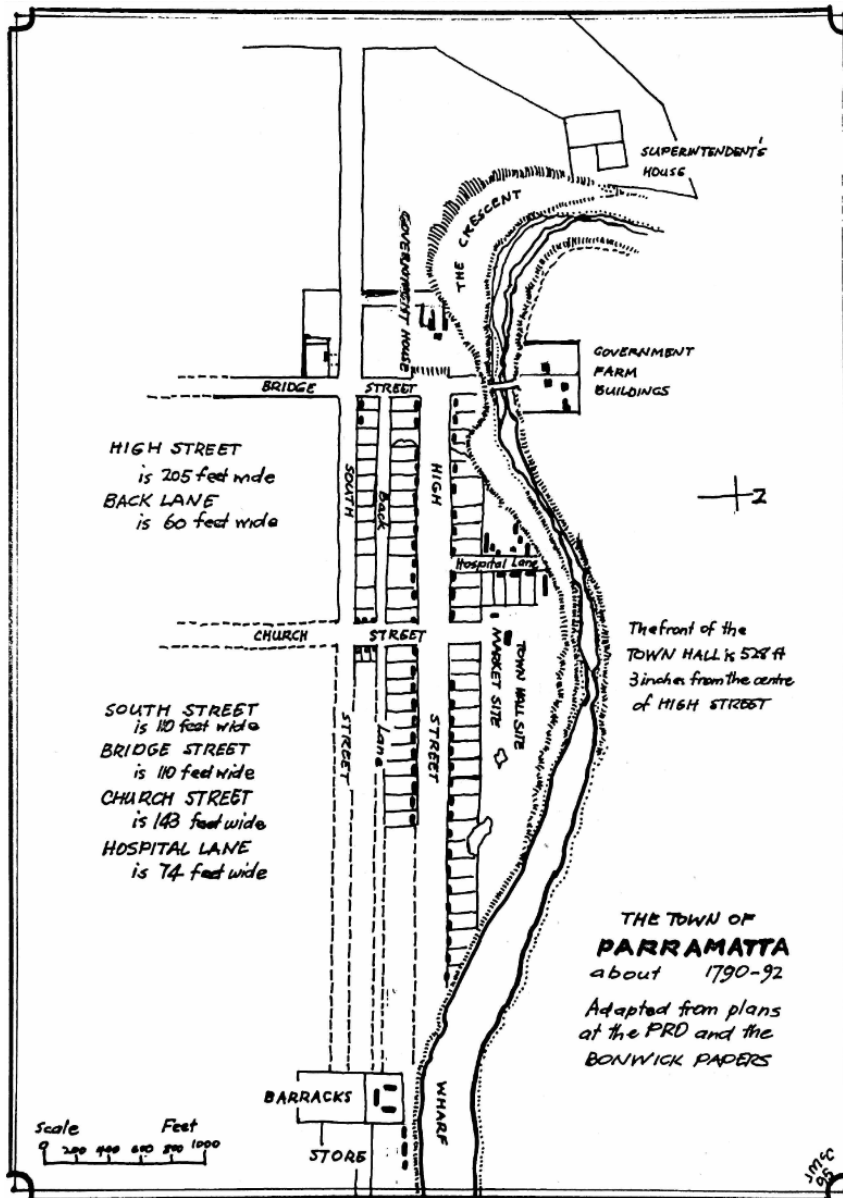 SUPERINTENDENT'S
HOUSE
THE CRESCENT
GOVERNMENT HOUSE
GOVERNMENT
FARM
BUILDINGS
BRIDGE STREET
HIGH STREET
is 205 feet wide
BACK LANE
is 60 feet wide
SOUTH
Back
HIGH
Hospital Lane
CHURCH STREET
MARKET SITE
TOWN HALL SITE
The front of the
TOWN HALL is 528 ft
3 inches from the centre
of HIGH STREET
SOUTH STREET
is 110 feet wide
BRIDGE STREET
is 110 feet wide
CHURCH STREET
is 143 feet wide
HOSPITAL LANE
is 74 feet wide
STREET
Lane
STREET
THE TOWN OF
PARRAMATTA
about 1790-92
Adapted from plans
at the PRO and the
BONWICK PAPERS
BARRACKS
STORE
WHARF
Scale Feet
0 200 400 600 800 1000
JMcC
95